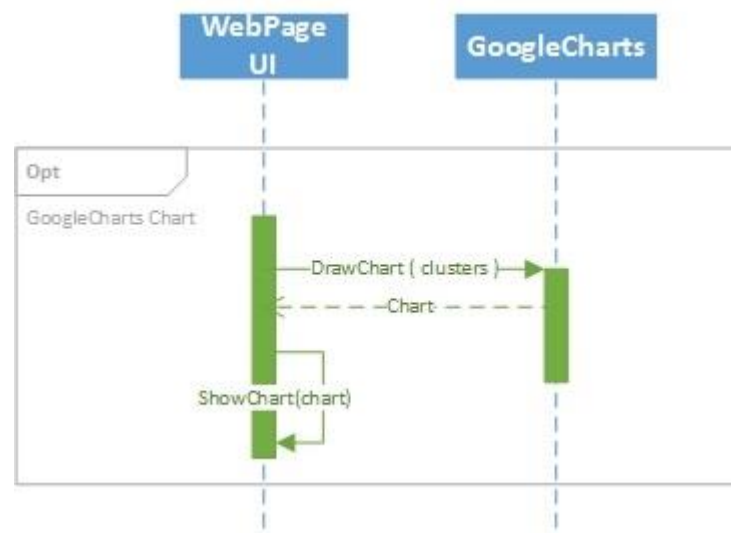 WebPage
UI
GoogleCharts
Opt
GoogleCharts Chart
DrawChart ( clusters )
Chart
ShowChart(chart)